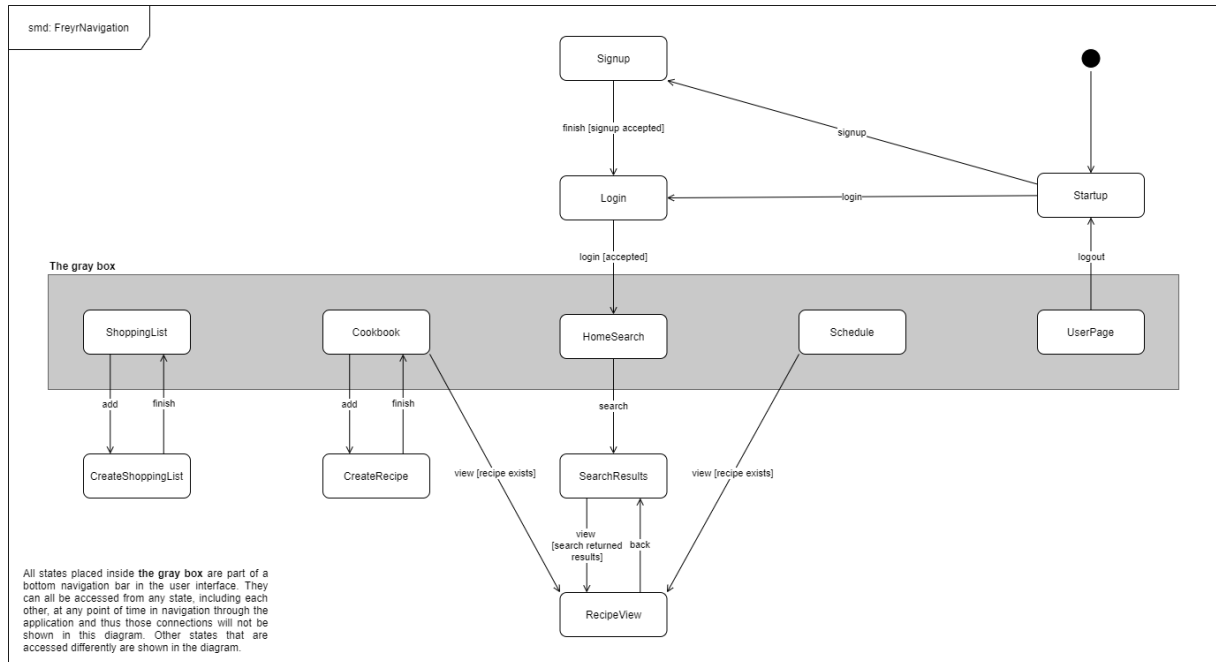 smd: FreyrNavigation
Signup
finish [signup accepted]
signup
Login
login
Startup
login [accepted]
logout
The gray box
ShoppingList
Cookbook
HomeSearch
Schedule
UserPage
add
finish
add
finish
search
CreateShoppingList
CreateRecipe
view [recipe exists]
SearchResults
view [recipe exists]
view
[search returned
results]
back
RecipeView
All states placed inside the gray box are part of a
bottom navigation bar in the user interface. They
can all be accessed from any state, including each
other, at any point of time in navigation through the
application and thus those connections will not be
shown in this diagram. Other states that are
accessed differently are shown in the diagram.